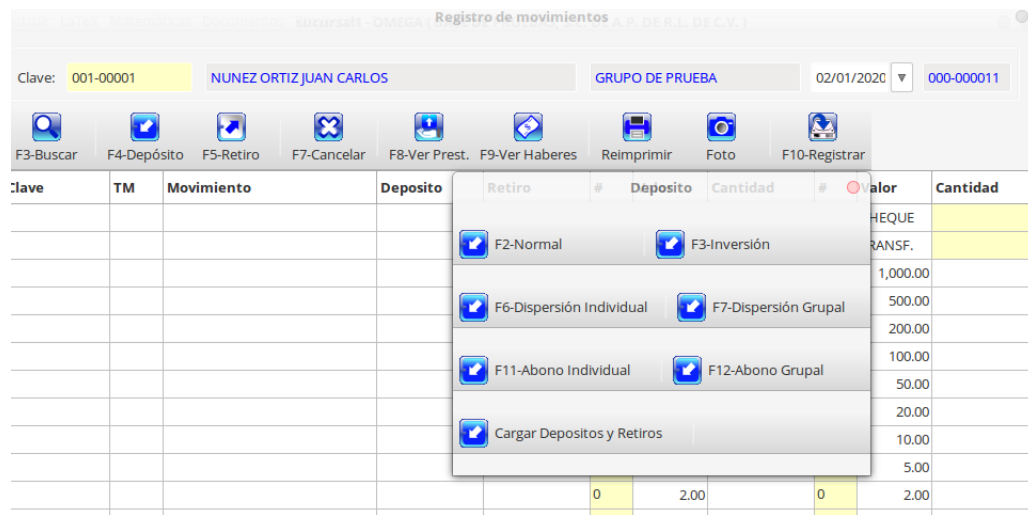 Registro de movimientos
Clave: 001-00001 NUNEZ ORTIZ JUAN CARLOS GRUPO DE PRUEBA 02/01/2020 000-000011
F3-Buscar F4-Depósito F5-Retiro F7-Cancelar F8-Ver Prest. F9-Ver Haberes Reimprimir Foto F10-Registrar
Clave TM Movimiento Deposito Retiro # Deposito Cantidad # Valor Cantidad
HEQUE
F2-Normal F3-Inversión RANSF.
1,000.00
F6-Dispersión Individual F7-Dispersión Grupal 500.00
200.00
F11-Abono Individual F12-Abono Grupal 100.00
50.00
20.00
Cargar Depositos y Retiros 10.00
5.00
0 2.00 0 2.00